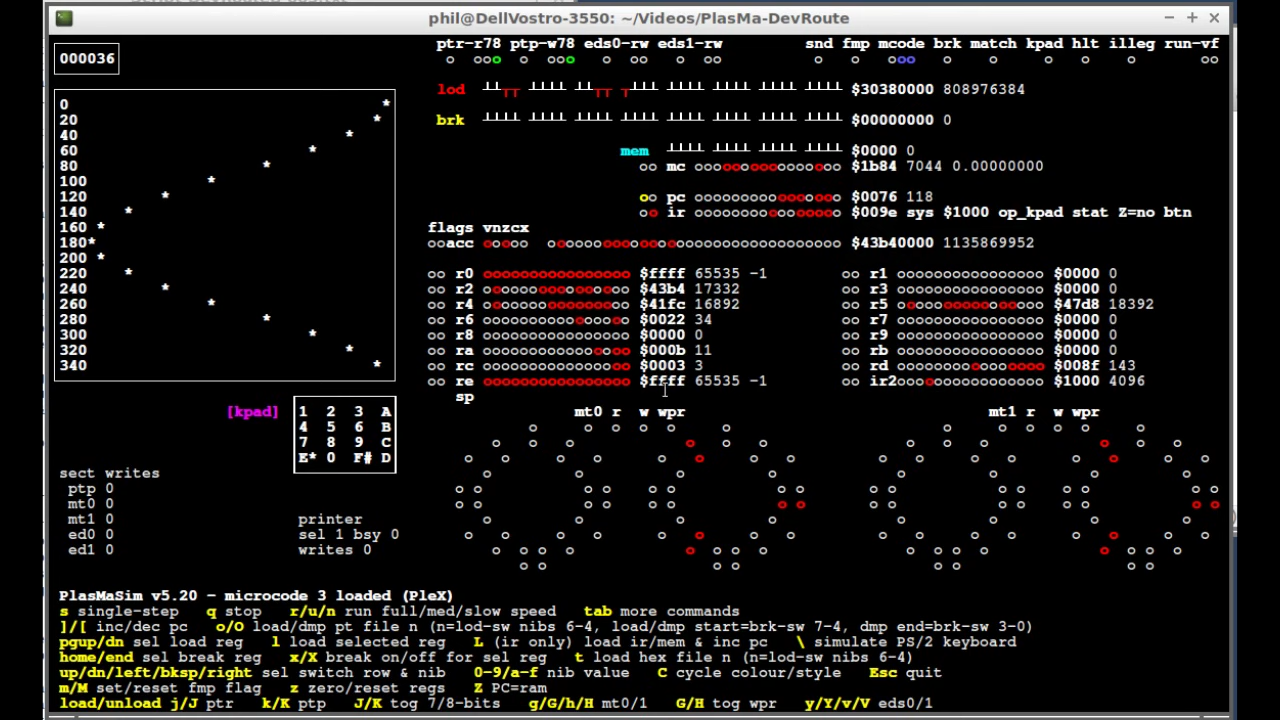 phil@DellVostro-3550: ~/Videos/PlasMa-DevRoute
ptr-r78 ptp-w78 eds0-rw eds1-rw snd fmp mcode brk match kpad hlt illeg run-vf
000036
lod $30380000 808976384
brk $00000000 0
mem $0000 0
mc $1b84 7044 0.00000000
pc $0076 118
ir $009e sys $1000 op_kpad stat Z=no btn
flags vnzcx
acc $43b40000 1135869952
r0 $ffff 65535 -1 r1 $0000 0
r2 $43b4 17332 r3 $0000 0
r4 $41fc 16892 r5 $47d8 18392
r6 $0022 34 r7 $0000 0
r8 $0000 0 r9 $0000 0
ra $000b 11 rb $0000 0
rc $0003 3 rd $008f 143
re $ffff 65535 -1 ir2 $1000 4096
sp
0 *
20 *
40 *
60 *
80 *
100 *
120 *
140 *
160 *
180*
200 *
220 *
240 *
260 *
280 *
300 *
320 *
340 *
mt0 r w wpr mt1 r w wpr
[kpad] 1 2 3 A
4 5 6 B
7 8 9 C
E* 0 F# D
sect writes
ptp 0
mt0 0
mt1 0 printer
ed0 0 sel 1 bsy 0
ed1 0 writes 0
PlasMaSim v5.20 - microcode 3 loaded (PleX)
s single-step q stop r/u/n run full/med/slow speed tab more commands
]/[ inc/dec pc o/O load/dmp pt file n (n=lod-sw nibs 6-4, load/dmp start=brk-sw 7-4, dmp end=brk-sw 3-0)
pgup/dn sel load reg l load selected reg L (ir only) load ir/mem & inc pc \ simulate PS/2 keyboard
home/end sel break reg x/X break on/off for sel reg t load hex file n (n=lod-sw nibs 6-4)
up/dn/left/bksp/right sel switch row & nib 0-9/a-f nib value C cycle colour/style Esc quit
m/M set/reset fmp flag z zero/reset regs Z PC=ram
load/unload j/J ptr k/K ptp J/K tog 7/8-bits g/G/h/H mt0/1 G/H tog wpr y/Y/v/V eds0/1